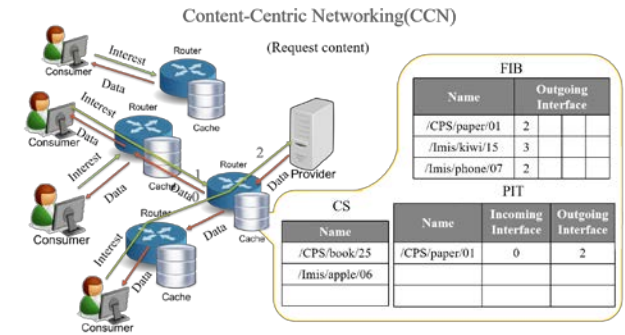 Content-Centric Networking(CCN)
(Request content)
Interest
Router
Consumer
Data
Cache
Interest
Router
Data
Consumer
Interest
Cache
1
Data
0
2
Router
Data
Provider
Data
Consumer
Router
Data
Cache
Interest
Data
Cache
Consumer
FIB
Name Outgoing Interface
/CPS/paper/01 2
/Imis/kiwi/15 3
/Imis/phone/07 2
CS
Name
/CPS/book/25
/Imis/apple/06
PIT
Name Incoming Interface Outgoing Interface
/CPS/paper/01 0 2